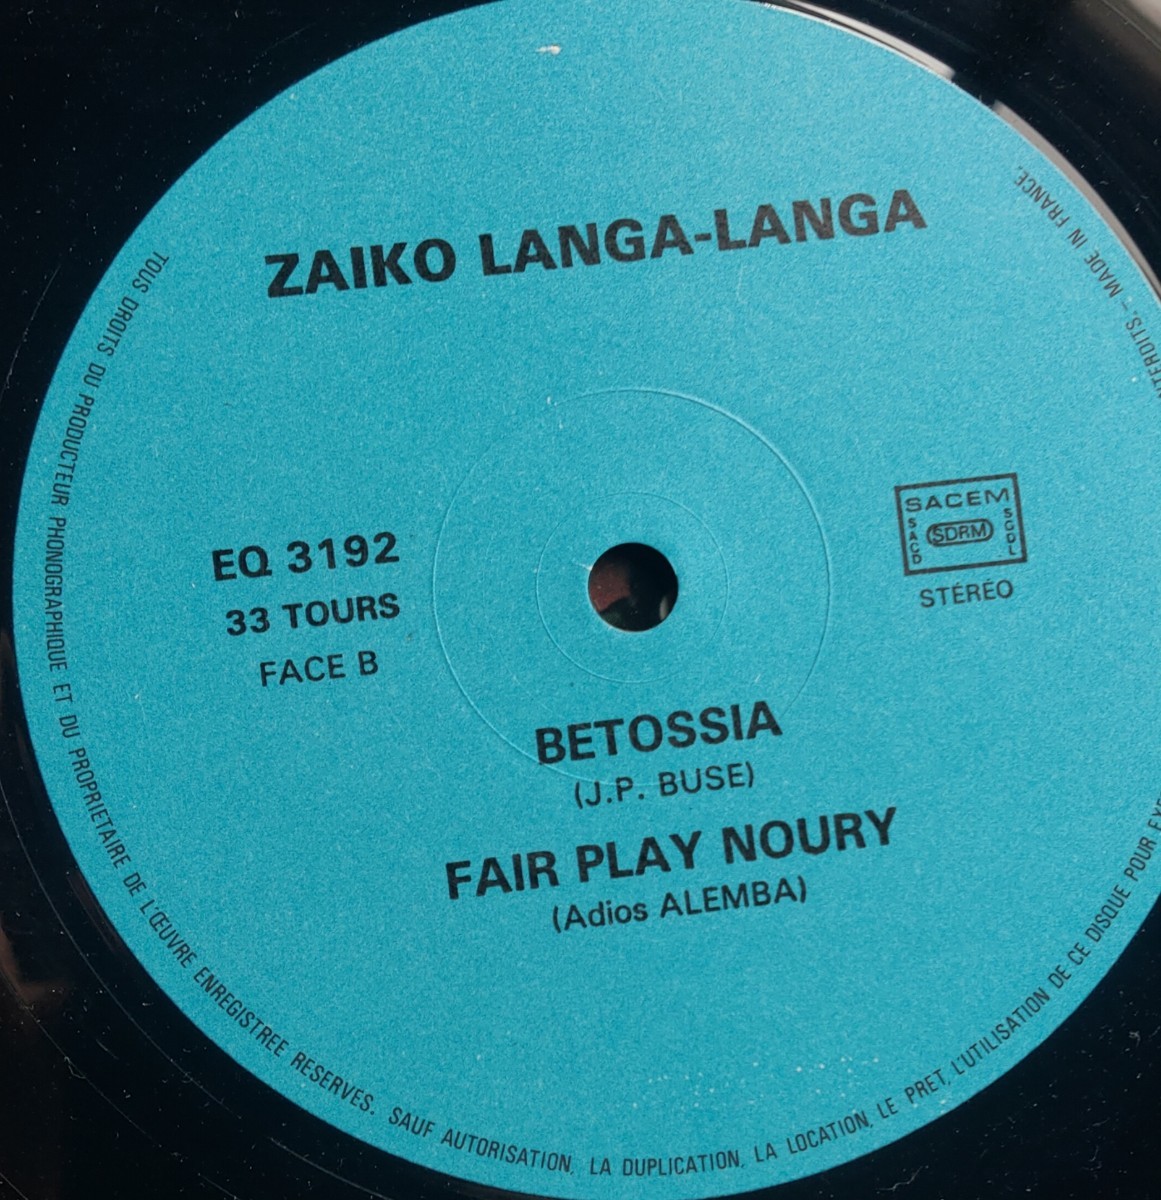 ZAIKO LANGA-LANGA
EQ 3192
33 TOURS
FACE B
SACEM
SACD
SDRM
SGDL
STÉRÉO
BETOSSIA
(J.P. BUSE)
FAIR PLAY NOURY
(Adios ALEMBA)
TOUS DROITS DU PRODUCTEUR PHONOGRAPHIQUE ET DU PROPRIETAIRE DE L'ŒUVRE ENREGISTREE RESERVES. SAUF AUTORISATION, LA DUPLICATION, LA LOCATION, LE PRET, L'UTILISATION DE CE DISQUE POUR MADE IN FRANCE.